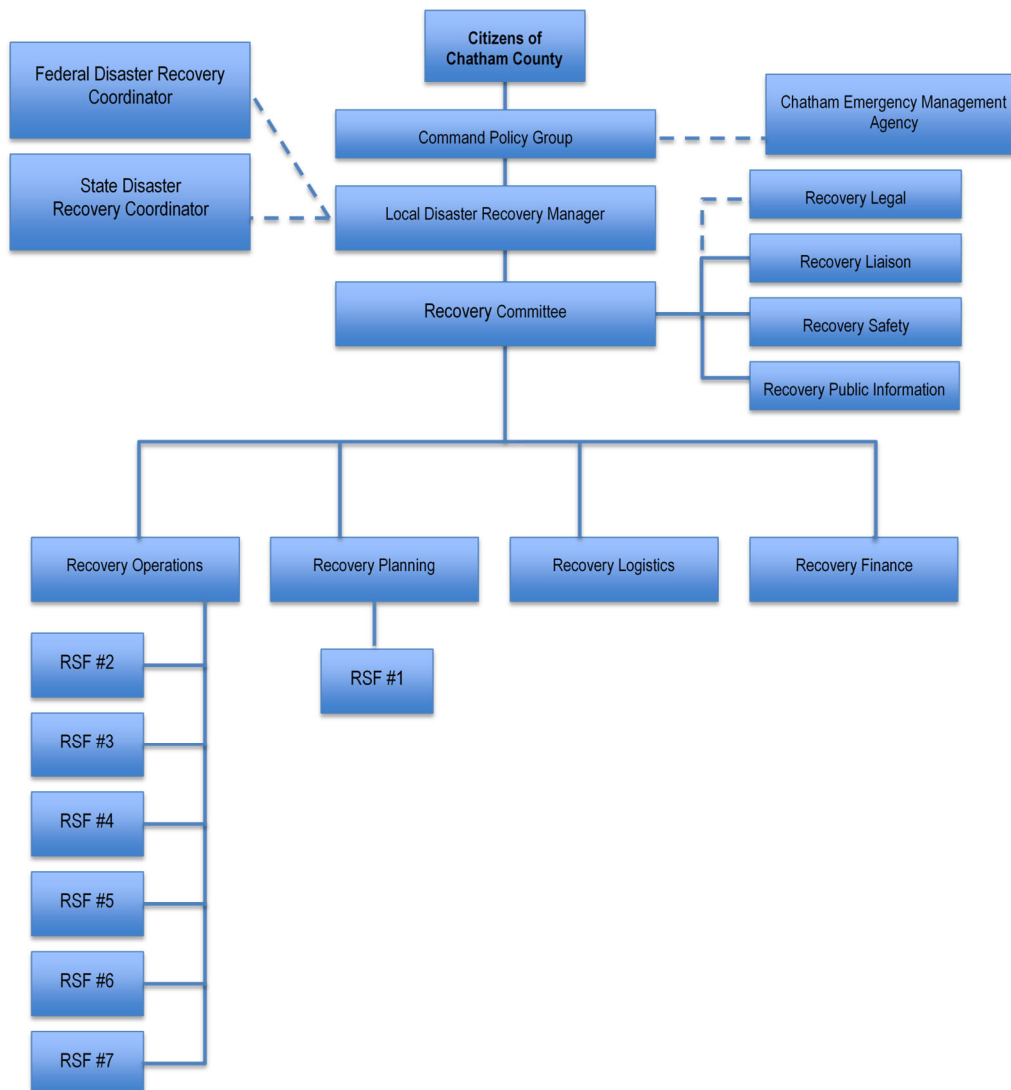 Citizens of
Chatham County
Federal Disaster Recovery
Coordinator
Chatham Emergency Management
Agency
Command Policy Group
State Disaster
Recovery Coordinator
Local Disaster Recovery Manager
Recovery Legal
Recovery Liaison
Recovery Committee
Recovery Safety
Recovery Public Information
Recovery Operations
Recovery Planning
Recovery Logistics
Recovery Finance
RSF #2
RSF #1
RSF #3
RSF #4
RSF #5
RSF #6
RSF #7